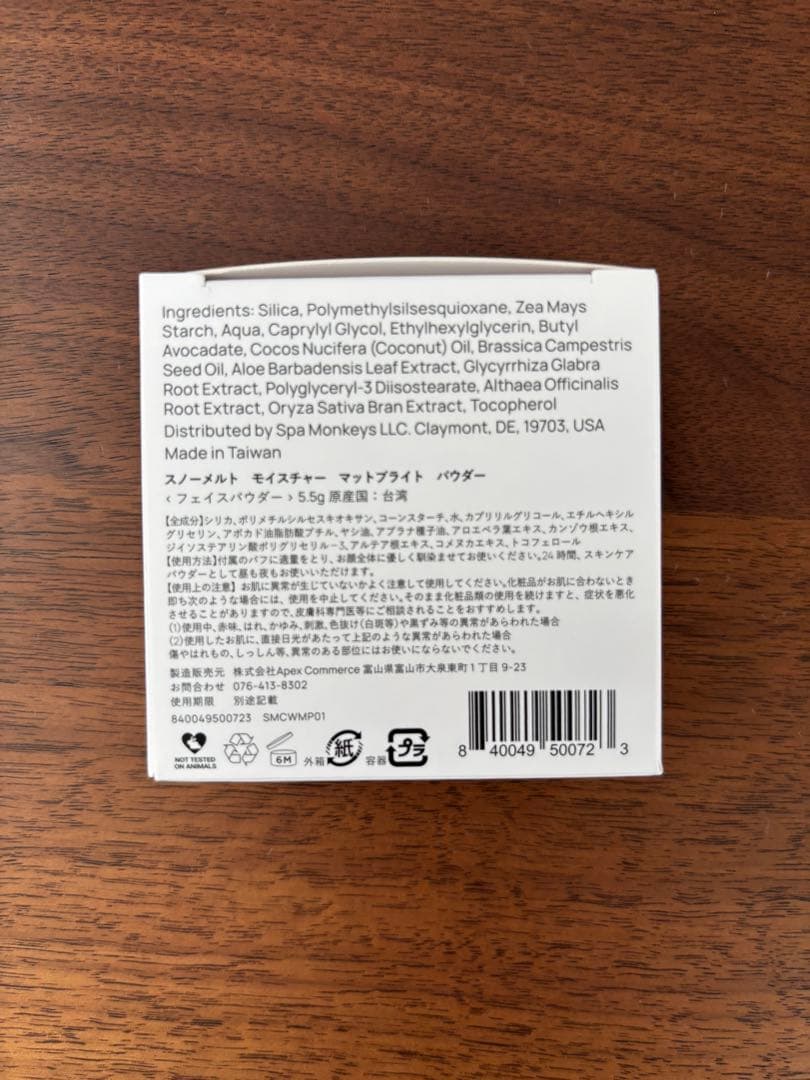 Ingredients: Silica, Polymethylsilsesquioxane, Zea Mays
Starch, Aqua, Caprylyl Glycol, Ethylhexylglycerin, Butyl
Avocadate, Cocos Nucifera (Coconut) Oil, Brassica Campestris
Seed Oil, Aloe Barbadensis Leaf Extract, Glycyrrhiza Glabra
Root Extract, Polyglyceryl-3 Diisostearate, Althaea Officinalis
Root Extract, Oryza Sativa Bran Extract, Tocopherol
Distributed by Spa Monkeys LLC. Claymont, DE, 19703, USA
Made in Taiwan
スノーメルト モイスチャー マットブライト パウダー
<フェイスパウダー> 5.5g 原産国：台湾
【全成分】シリカ、ポリメチルシルセスキオキサン、コーンスターチ、水、カプリリルグリコール、エチルヘキシル
グリセリン、アボカド油脂肪酸ブチル、ヤシ油、アブラナ種子油、アロエベラ葉エキス、カンゾウ根エキス、
ジイソステアリン酸ポリグリセリル-3、アルテア根エキス、コメヌカエキス、トコフェロール
【使用方法】付属のパフに適量をとり、お顔全体に優しく馴染ませてお使いください。24時間、スキンケア
パウダーとして昼も夜もお使いいただけます。
【使用上の注意】お肌に異常が生じていないかよく注意して使用してください。化粧品がお肌に合わないとき
即ち次のような場合には、使用を中止してください。そのまま化粧品類の使用を続けますと、症状を悪化
させることがありますので、皮膚科専門医等にご相談されることをおすすめします。
(1)使用中、赤味、はれ、かゆみ、刺激、色抜け(白斑等)や黒ずみ等の異常があらわれた場合
(2)使用したお肌に、直接日光があたって上記のような異常があらわれた場合
傷やはれもの、しっしん等、異常のある部位にはお使いにならないでください。
製造販売元 株式会社Apex Commerce 富山県富山市大泉東町1丁目9-23
お問合わせ 076-413-8302
使用期限 別途記載
840049500723 SMCWMP01
NOT TESTED
ON ANIMALS
6M
外箱 紙
容器 プラ
8 40049 50072 3